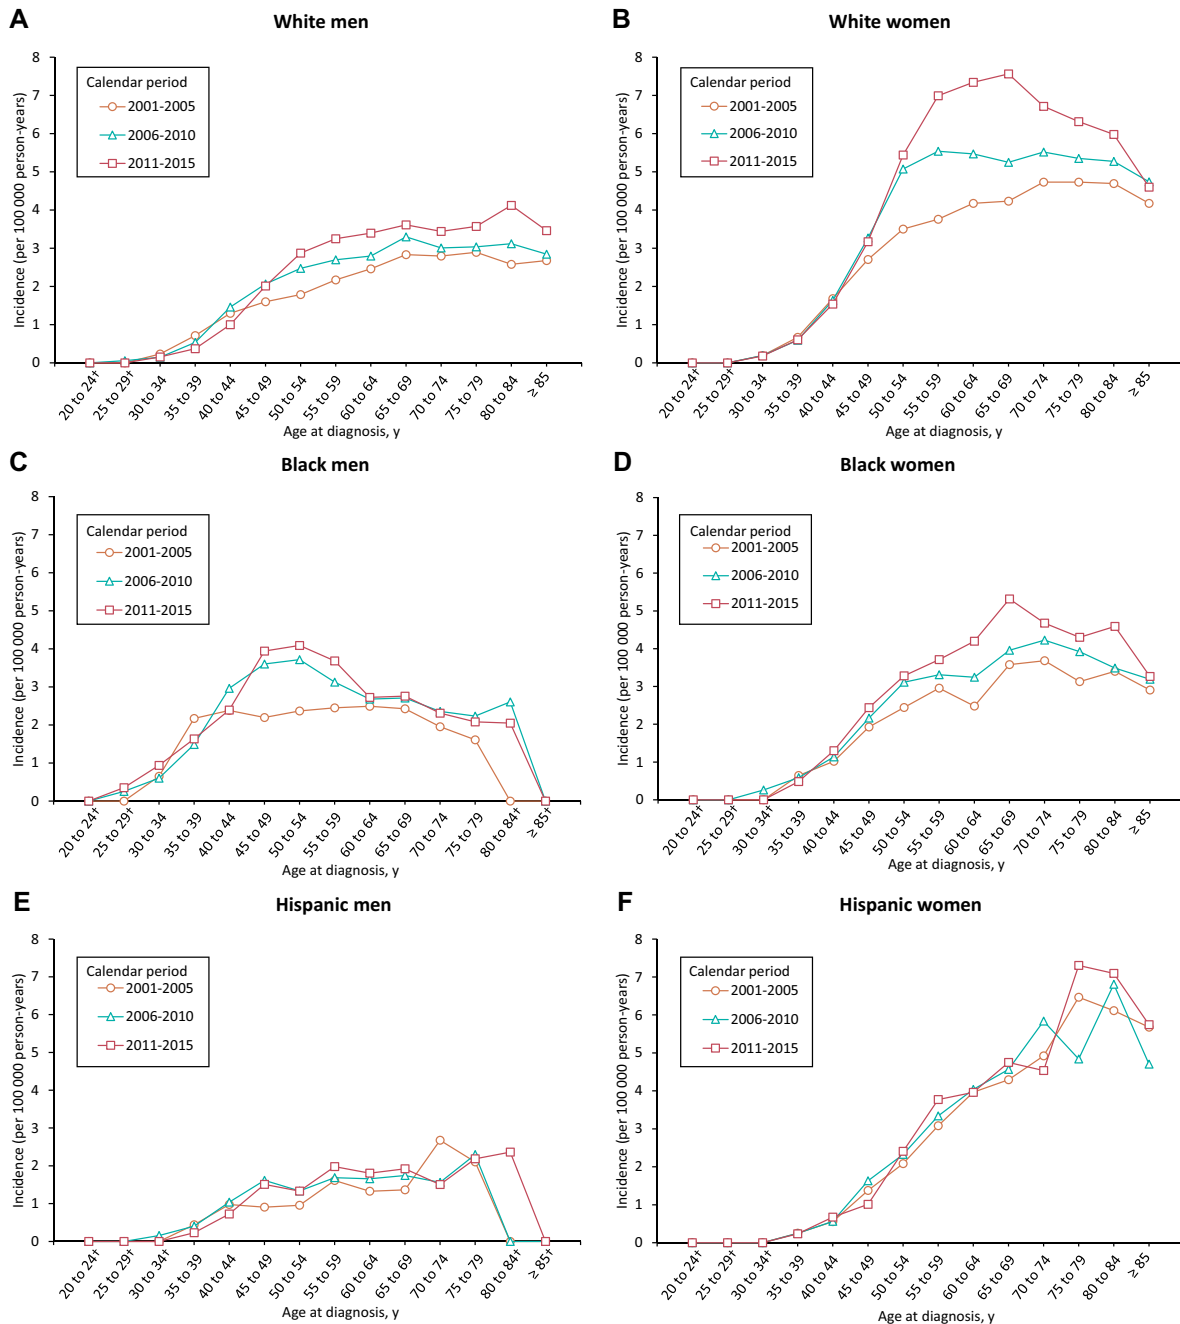 A
White men
Incidence (per 100 000 person-years)
8
7
6
5
4
3
2
1
0
Calendar period
2001-2005
2006-2010
2011-2015
20 to 24†
25 to 29†
30 to 34
35 to 39
40 to 44
45 to 49
50 to 54
55 to 59
60 to 64
65 to 69
70 to 74
75 to 79
80 to 84
≥ 85
Age at diagnosis, y
B
White women
Incidence (per 100 000 person-years)
8
7
6
5
4
3
2
1
0
Calendar period
2001-2005
2006-2010
2011-2015
20 to 24†
25 to 29†
30 to 34
35 to 39
40 to 44
45 to 49
50 to 54
55 to 59
60 to 64
65 to 69
70 to 74
75 to 79
80 to 84
≥ 85
Age at diagnosis, y
C
Black men
Incidence (per 100 000 person-years)
8
7
6
5
4
3
2
1
0
Calendar period
2001-2005
2006-2010
2011-2015
20 to 24†
25 to 29†
30 to 34
35 to 39
40 to 44
45 to 49
50 to 54
55 to 59
60 to 64
65 to 69
70 to 74
75 to 79
80 to 84†
≥ 85†
Age at diagnosis, y
D
Black women
Incidence (per 100 000 person-years)
8
7
6
5
4
3
2
1
0
Calendar period
2001-2005
2006-2010
2011-2015
20 to 24†
25 to 29†
30 to 34†
35 to 39
40 to 44
45 to 49
50 to 54
55 to 59
60 to 64
65 to 69
70 to 74
75 to 79
80 to 84
≥ 85
Age at diagnosis, y
E
Hispanic men
Incidence (per 100 000 person-years)
8
7
6
5
4
3
2
1
0
Calendar period
2001-2005
2006-2010
2011-2015
20 to 24†
25 to 29†
30 to 34†
35 to 39
40 to 44
45 to 49
50 to 54
55 to 59
60 to 64
65 to 69
70 to 74
75 to 79
80 to 84†
≥ 85†
Age at diagnosis, y
F
Hispanic women
Incidence (per 100 000 person-years)
8
7
6
5
4
3
2
1
0
Calendar period
2001-2005
2006-2010
2011-2015
20 to 24†
25 to 29†
30 to 34†
35 to 39
40 to 44
45 to 49
50 to 54
55 to 59
60 to 64
65 to 69
70 to 74
75 to 79
80 to 84
≥ 85
Age at diagnosis, y